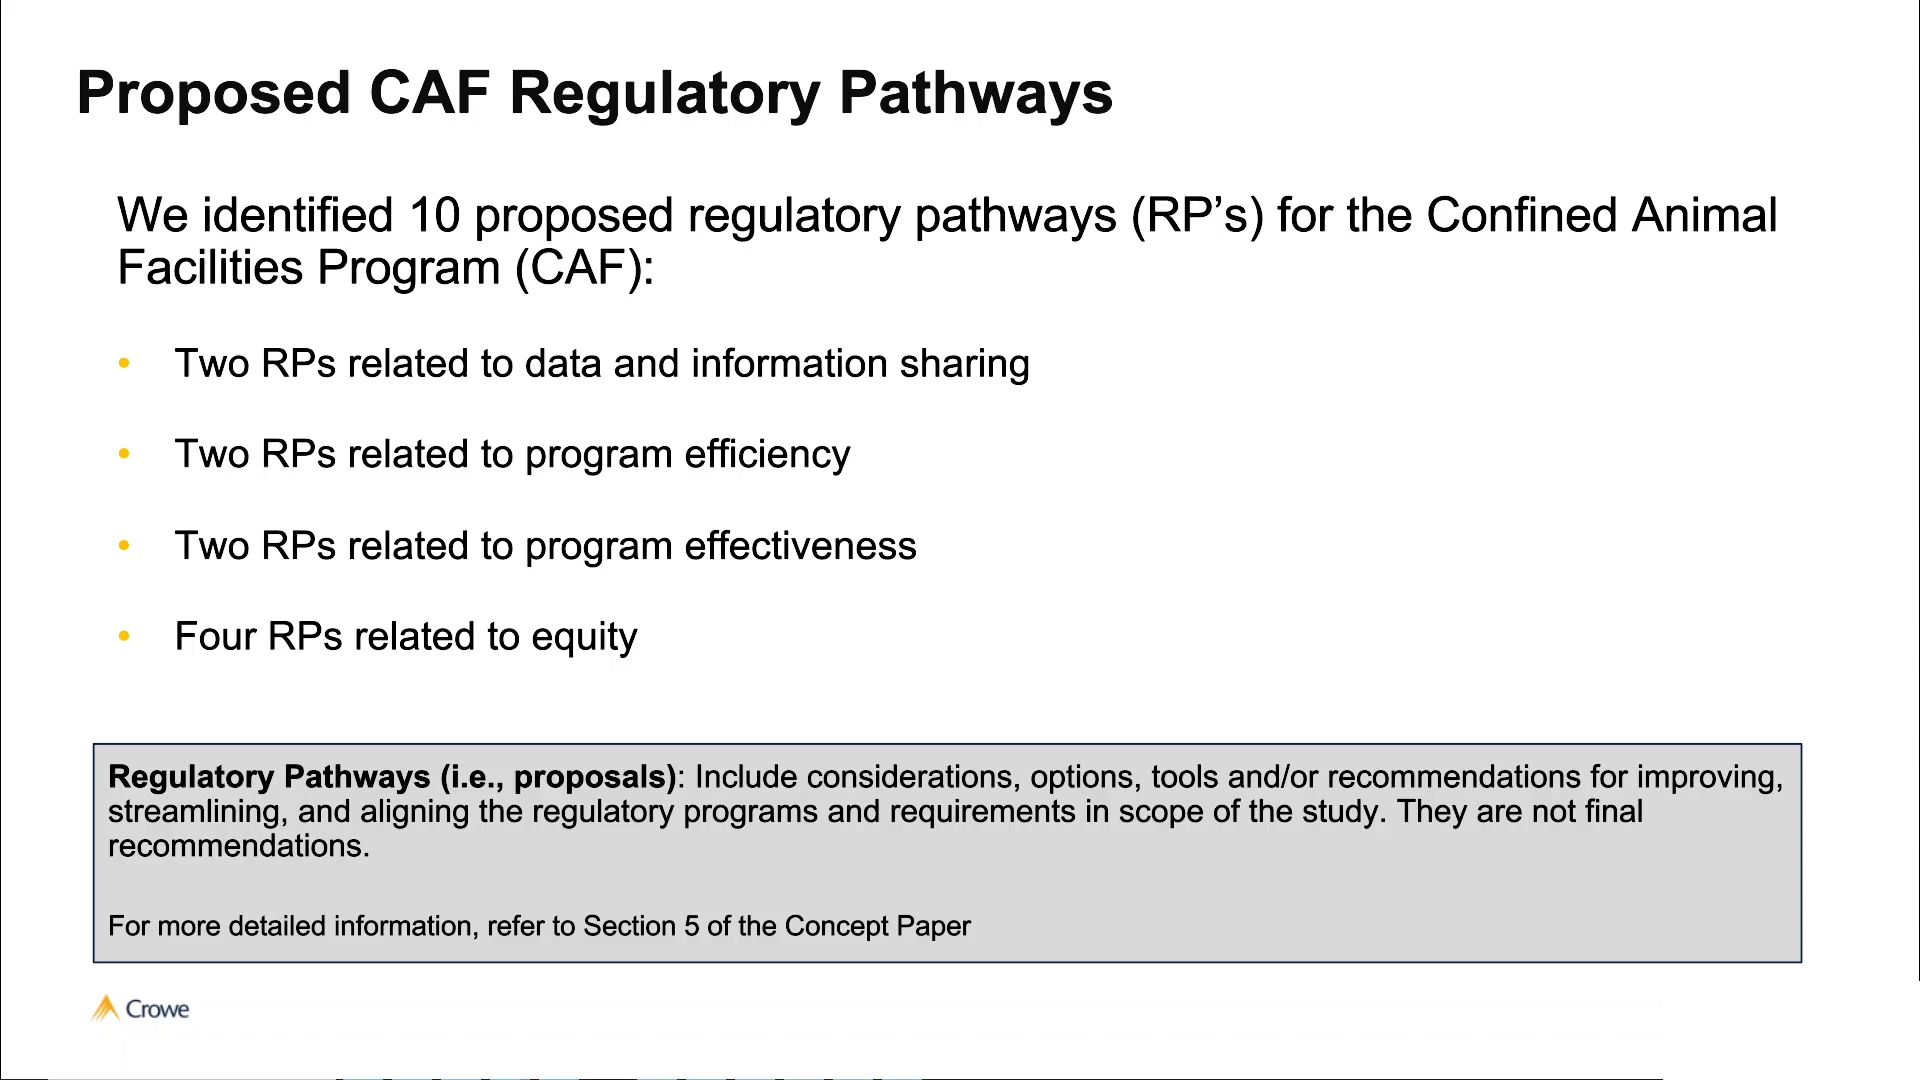 Proposed CAF Regulatory Pathways
We identified 10 proposed regulatory pathways (RP’s) for the Confined Animal
Facilities Program (CAF):
• Two RPs related to data and information sharing
• Two RPs related to program efficiency
• Two RPs related to program effectiveness
• Four RPs related to equity
Regulatory Pathways (i.e., proposals): Include considerations, options, tools and/or recommendations for improving,
streamlining, and aligning the regulatory programs and requirements in scope of the study. They are not final
recommendations.
For more detailed information, refer to Section 5 of the Concept Paper
Crowe